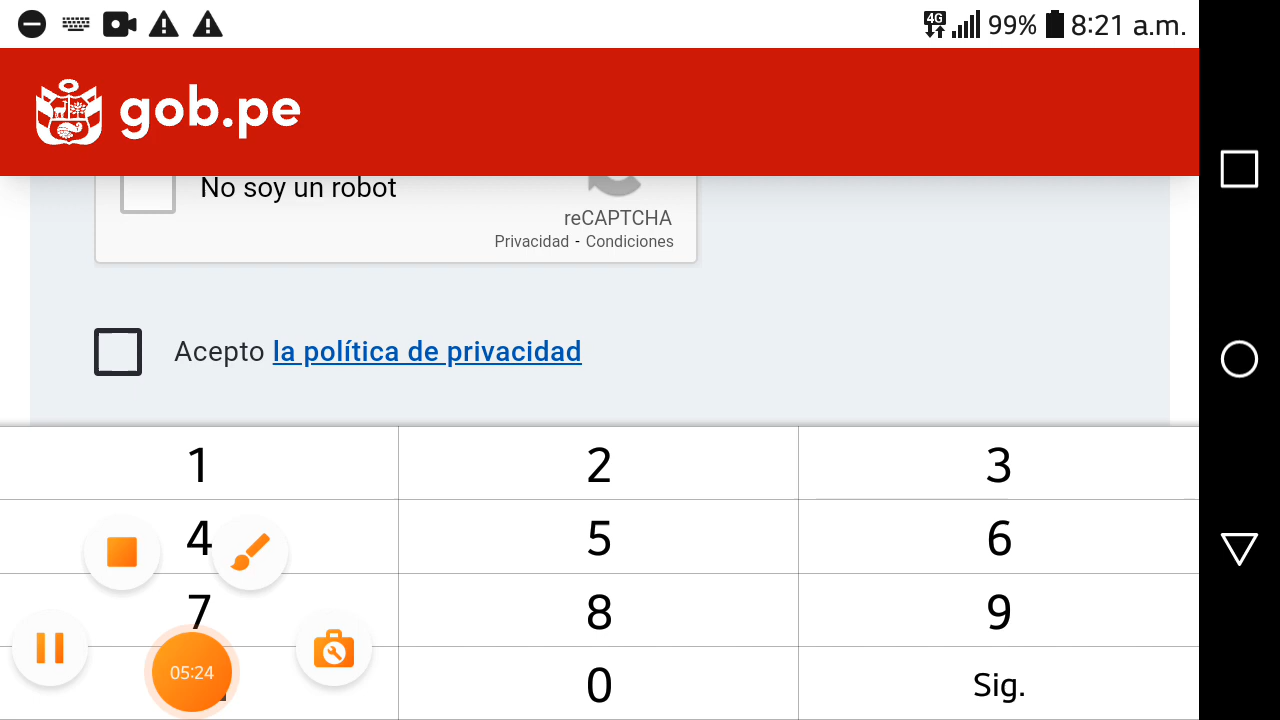 4G 99% 8:21 a.m.
gob.pe
No soy un robot
reCAPTCHA
Privacidad - Condiciones
Acepto la política de privacidad
1 2 3
4 5 6
7 8 9
05:24 0 Sig.